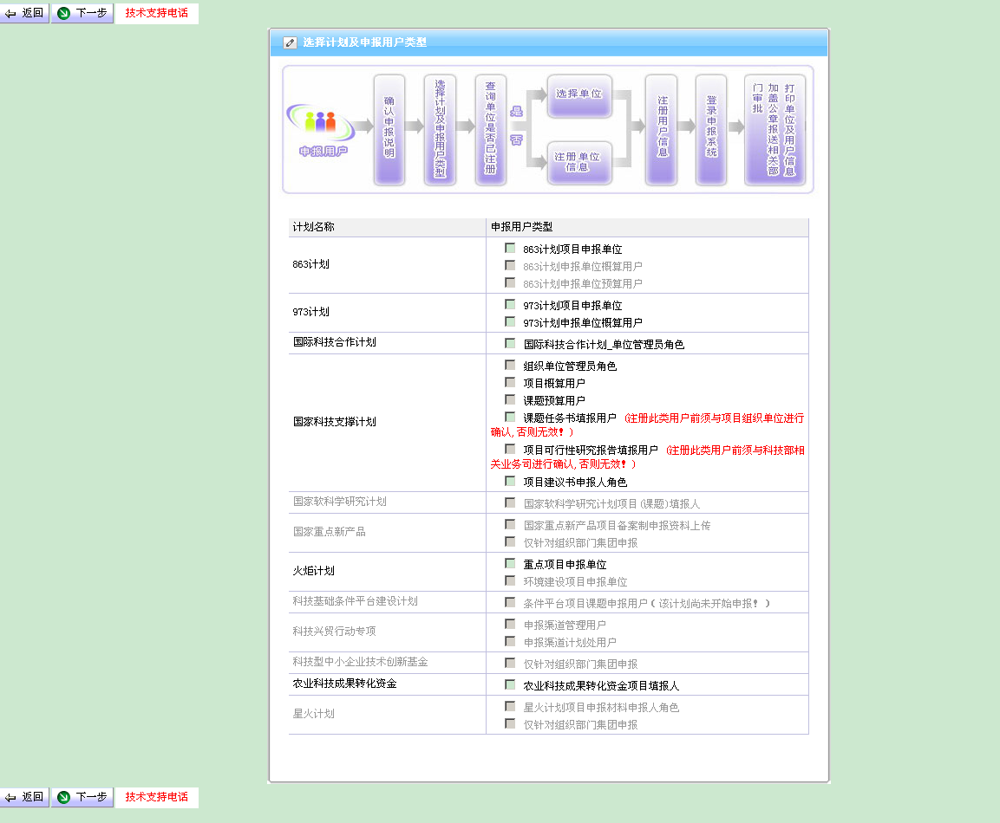 返回 下一步 技术支持电话
选择计划及申报用户类型
申报用户
确认申报说明
选择计划及申报用户类型
查询单位是否已注册
是
否
选择单位
注册单位
信息
注册用户信息
登录申报系统
打印单位及用户信息
加盖公章报送相关部
门审批
计划名称 申报用户类型
863计划
863计划项目申报单位
863计划申报单位概算用户
863计划申报单位预算用户
973计划
973计划项目申报单位
973计划申报单位概算用户
国际科技合作计划 国际科技合作计划_单位管理员角色
国家科技支撑计划
组织单位管理员角色
项目概算用户
课题预算用户
课题任务书填报用户 (注册此类用户前须与项目组织单位进行
确认,否则无效!)
项目可行性研究报告填报用户 (注册此类用户前须与科技部相
关业务司进行确认,否则无效!)
项目建议书申报人角色
国家软科学研究计划 国家软科学研究计划项目(课题)填报人
国家重点新产品
国家重点新产品项目备案制申报资料上传
仅针对组织部门集团申报
火炬计划
重点项目申报单位
环境建设项目申报单位
科技基础条件平台建设计划 条件平台项目课题申报用户(该计划尚未开始申报!)
科技兴贸行动专项
申报渠道管理用户
申报渠道计划处用户
科技型中小企业技术创新基金 仅针对组织部门集团申报
农业科技成果转化资金 农业科技成果转化资金项目填报人
星火计划
星火计划项目申报材料申报人角色
仅针对组织部门集团申报
返回 下一步 技术支持电话